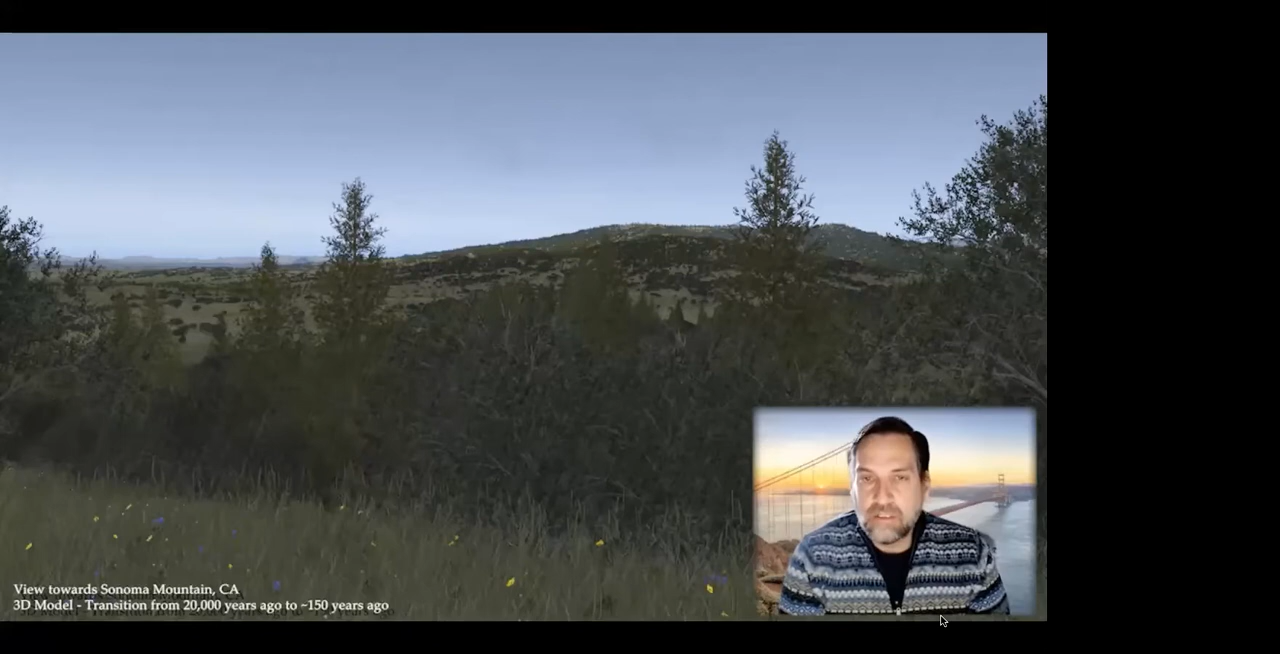 View towards Sonoma Mountain, CA
3D Model - Transition from 20,000 years ago to ~150 years ago